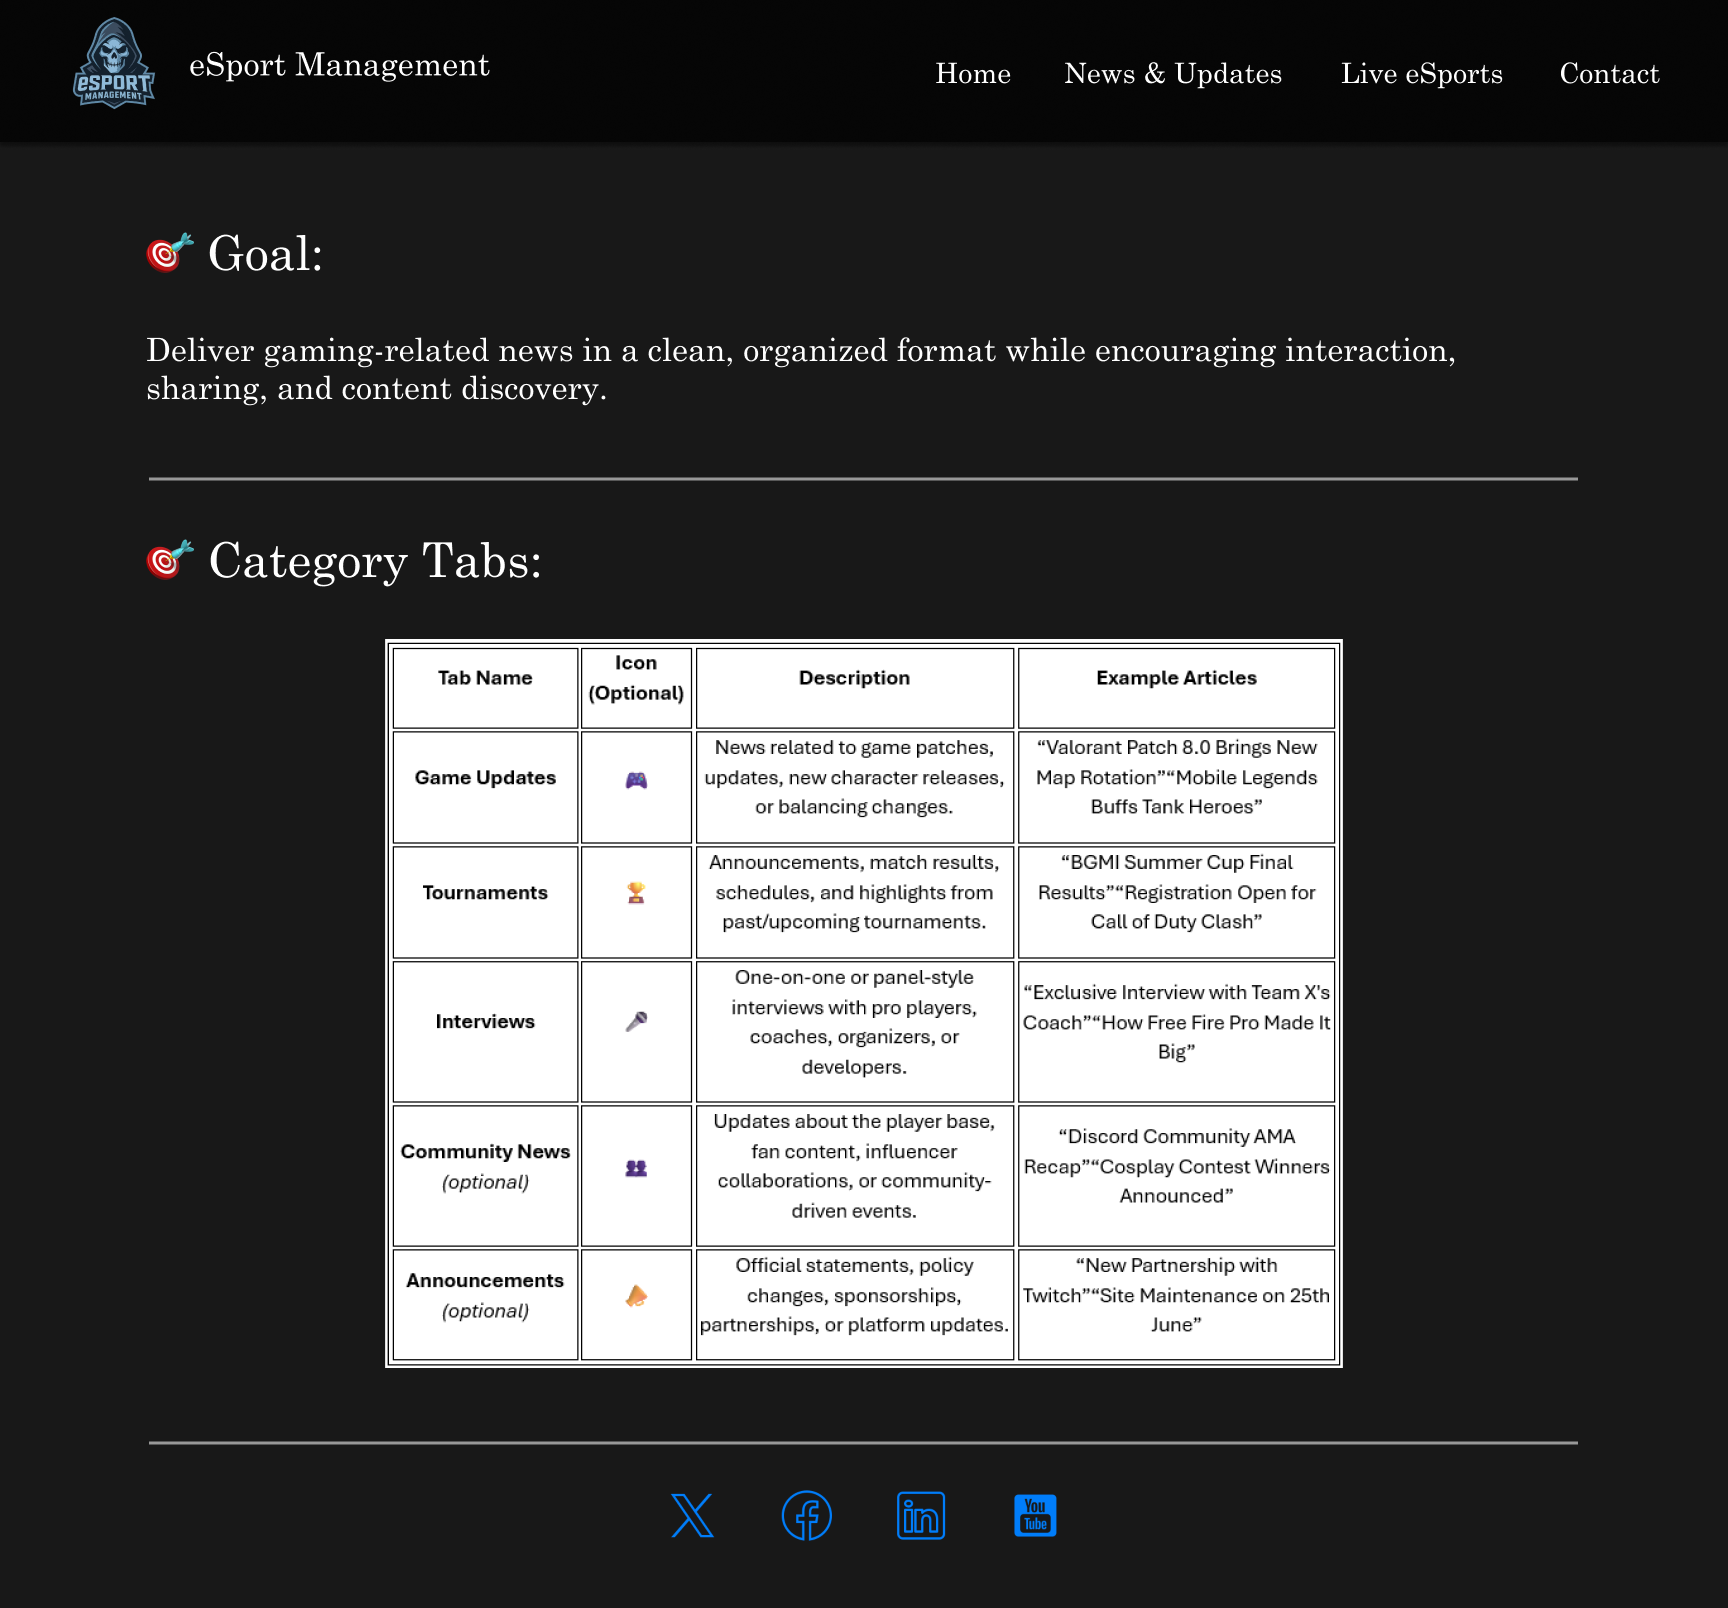 eSPORT
MANAGEMENT
eSport Management
Home
News & Updates
Live eSports
Contact
Goal:
Deliver gaming-related news in a clean, organized format while encouraging interaction,
sharing, and content discovery.
Category Tabs:
Tab Name
Icon
(Optional)
Description
Example Articles
Game Updates
News related to game patches,
updates, new character releases,
or balancing changes.
“Valorant Patch 8.0 Brings New
Map Rotation”“Mobile Legends
Buffs Tank Heroes”
Tournaments
Announcements, match results,
schedules, and highlights from
past/upcoming tournaments.
“BGMI Summer Cup Final
Results”“Registration Open for
Call of Duty Clash”
Interviews
One-on-one or panel-style
interviews with pro players,
coaches, organizers, or
developers.
“Exclusive Interview with Team X's
Coach”“How Free Fire Pro Made It
Big”
Community News
(optional)
Updates about the player base,
fan content, influencer
collaborations, or community-
driven events.
“Discord Community AMA
Recap”“Cosplay Contest Winners
Announced”
Announcements
(optional)
Official statements, policy
changes, sponsorships,
partnerships, or platform updates.
“New Partnership with
Twitch”“Site Maintenance on 25th
June”
X
f
in
You
Tube